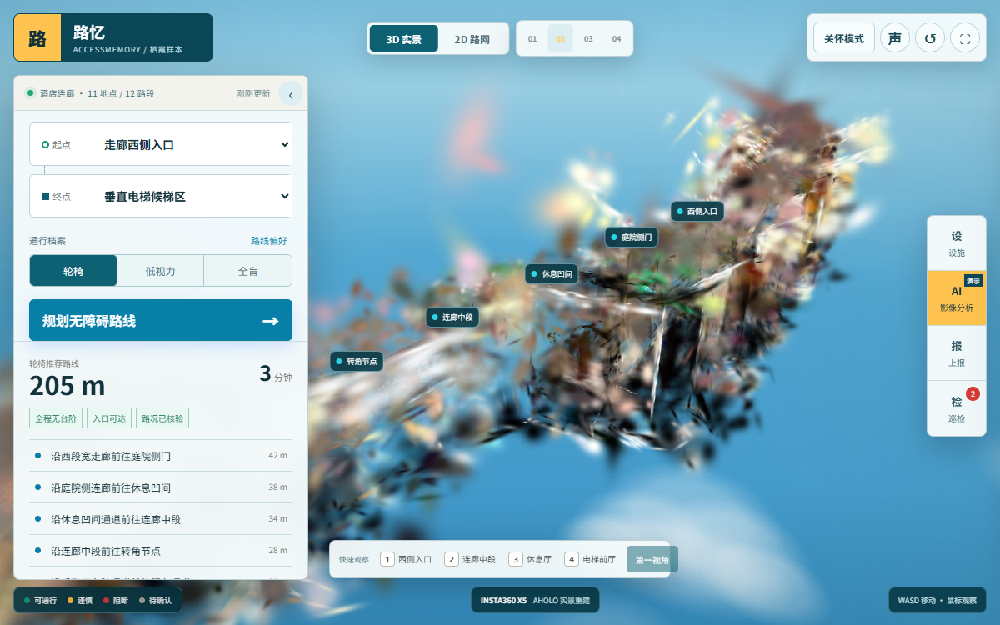 路
路忆
ACCESSMEMORY / 栖霞样本
3D 实景
2D 路网
01
02
03
04
关怀模式
声
↺
酒店连廊 · 11 地点 / 12 路段
刚刚更新
‹
起点
走廊西侧入口
终点
垂直电梯候梯区
通行档案
路线偏好
轮椅
低视力
全盲
规划无障碍路线 →
轮椅推荐路线
205 m
3 分钟
全程无台阶
入口可达
路况已核验
沿西段宽走廊前往庭院侧门
42 m
沿庭院侧连廊前往休息凹间
38 m
沿休息凹间通道前往连廊中段
34 m
沿连廊中段前往转角节点
28 m
西侧入口
庭院侧门
休息凹间
连廊中段
转角节点
设
设施
演示
AI
影像分析
报
上报
2
检
巡检
快速观察
1 西侧入口
2 连廊中段
3 休息厅
4 电梯前厅
第一视角
可通行
谨慎
阻断
待确认
INSTA360 X5 AHOLO 实景重建
WASD 移动 · 鼠标观察